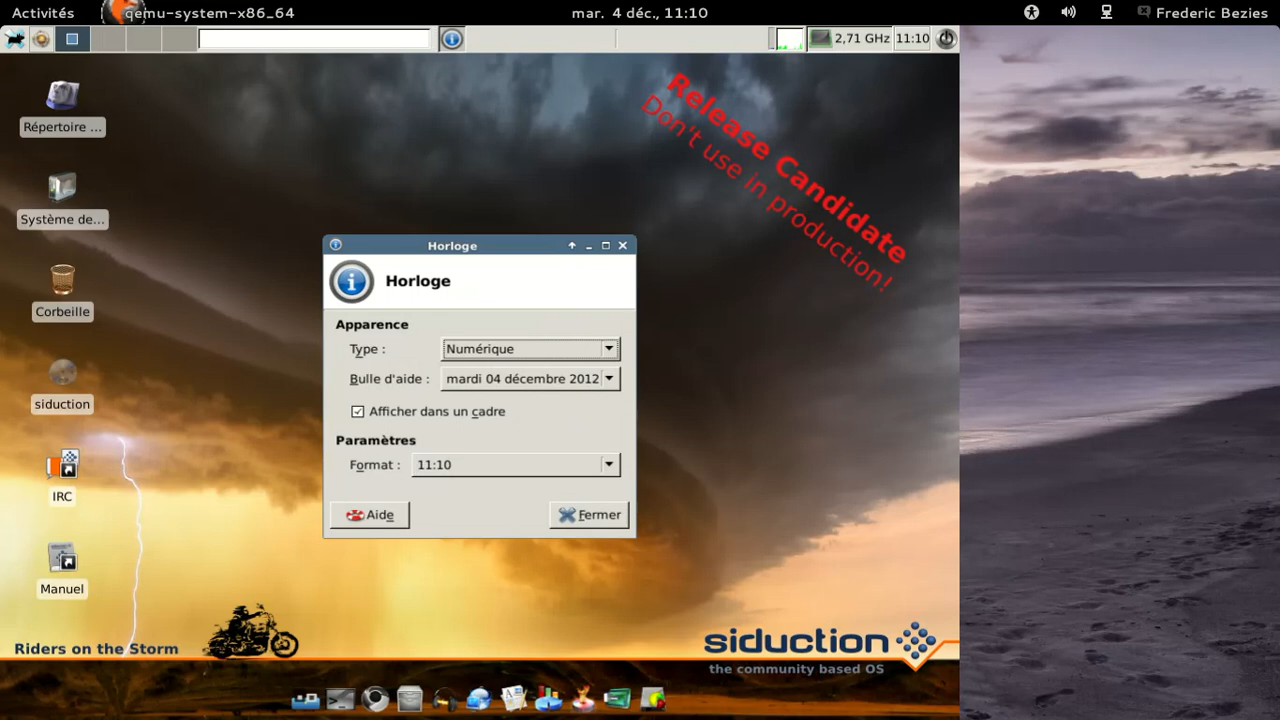 Activités
qemu-system-x86_64
mar. 4 déc., 11:10
Frederic Bezies
2,71 GHz
11:10
Release Candidate
Don't use in production!
Répertoire ...
Système de...
Corbeille
siduction
IRC
Manuel
Horloge
Horloge
Apparence
Type :
Numérique
Bulle d'aide :
mardi 04 décembre 2012
Afficher dans un cadre
Paramètres
Format :
11:10
Aide
Fermer
Riders on the Storm
siduction
the community based OS